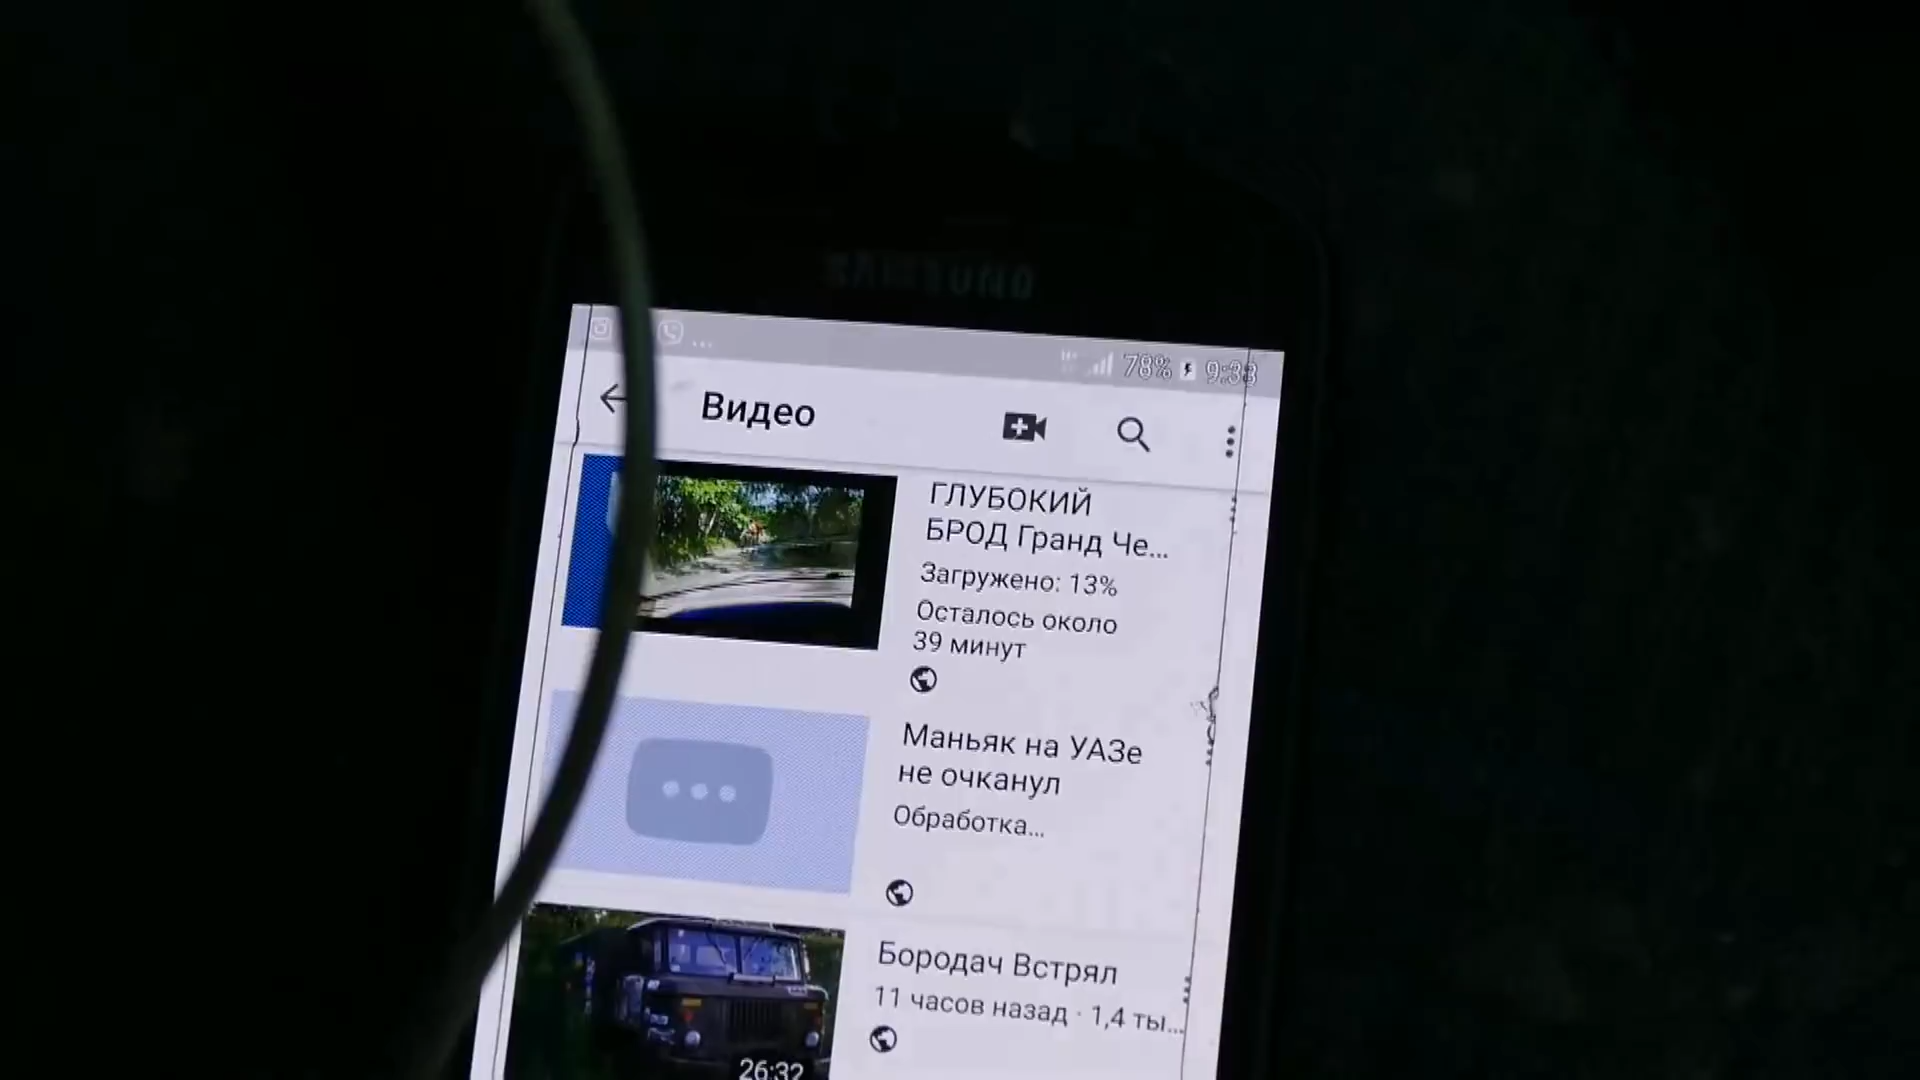 SAMSUNG
78% 9:33
Видео
ГЛУБОКИЙ
БРОД Гранд Че...
Загружено: 13%
Осталось около
39 минут
Маньяк на УАЗе
не очканул
Обработка...
Бородач Встрял
11 часов назад · 1,4 ты...
26:32